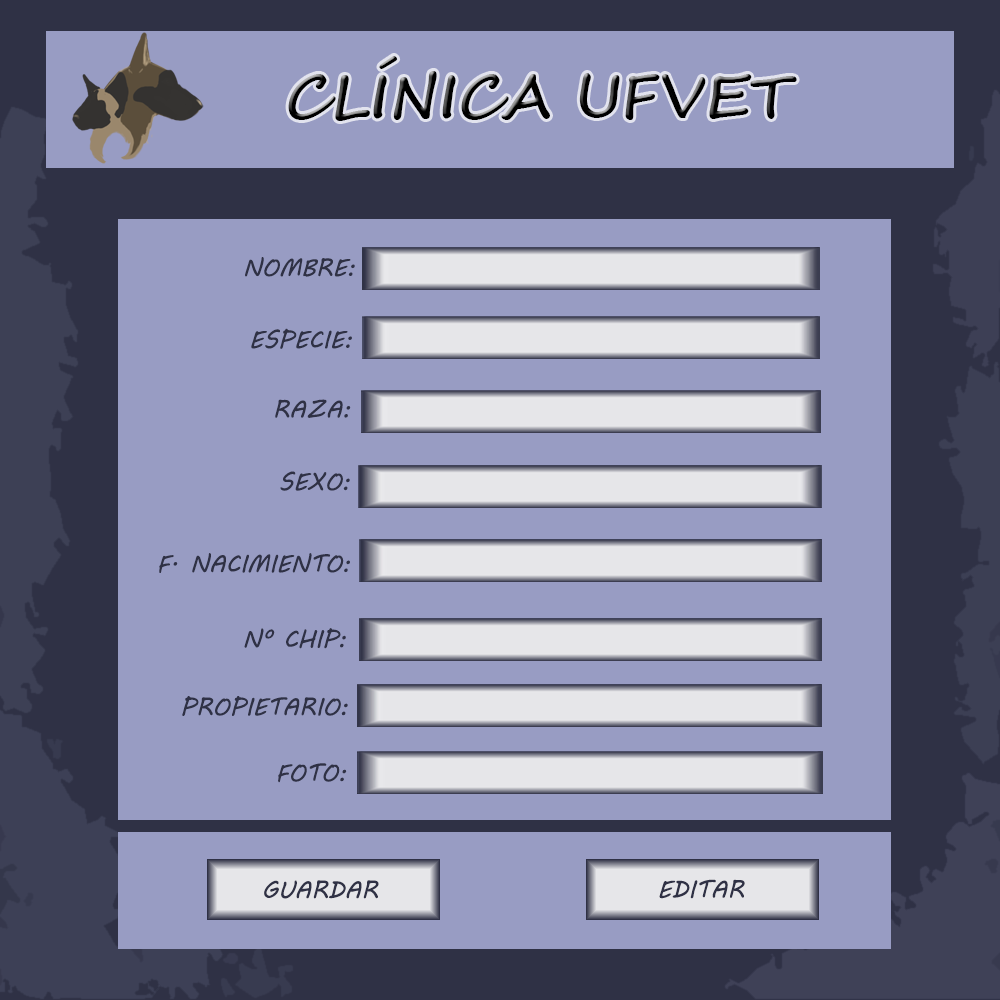 CLÍNICA UFVET
NOMBRE:
ESPECIE:
RAZA:
SEXO:
F. NACIMIENTO:
Nº CHIP:
PROPIETARIO:
FOTO:
GUARDAR
EDITAR